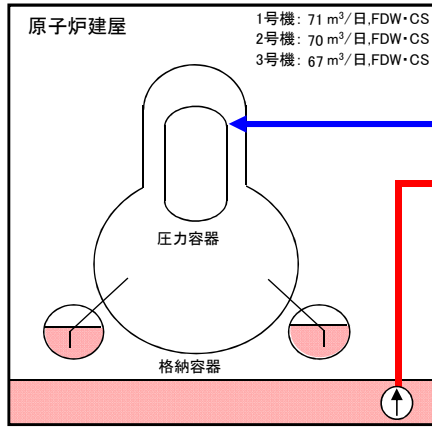 原子炉建屋
1号機: 71 m³/日,FDW・CS
2号機: 70 m³/日,FDW・CS
3号機: 67 m³/日,FDW・CS
圧力容器
格納容器